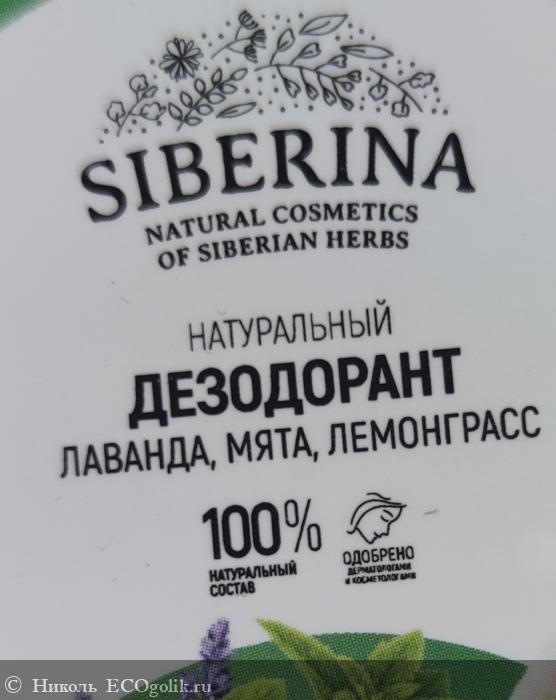 SIBERINA
NATURAL COSMETICS
OF SIBERIAN HERBS
НАТУРАЛЬНЫЙ
ДЕЗОДОРАНТ
ЛАВАНДА, МЯТА, ЛЕМОНГРАСС
100%
НАТУРАЛЬНЫЙ
СОСТАВ
ОДОБРЕНО
ДЕРМАТОЛОГАМИ
И КОСМЕТОЛОГАМИ
Николь ECOgolik.ru